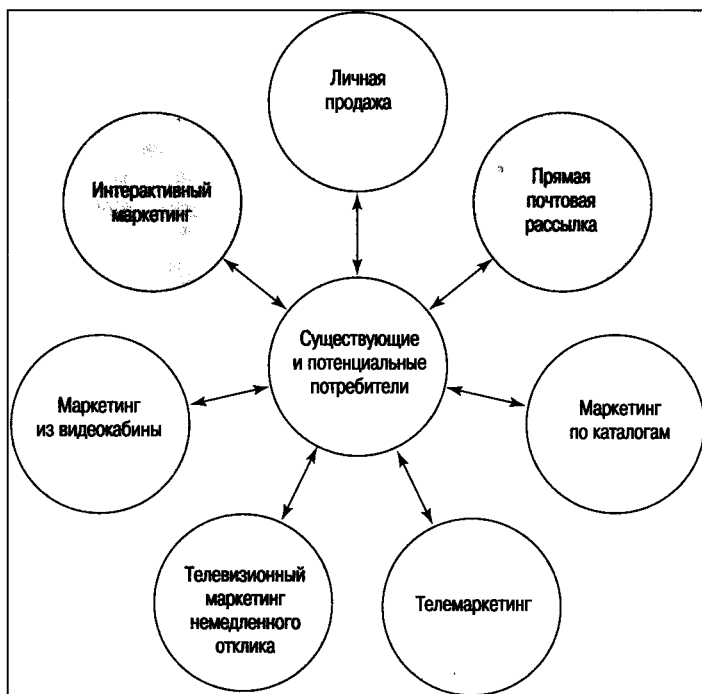 Личная
продажа
Интерактивный
маркетинг
Прямая
почтовая
рассылка
Существующие
и потенциальные
потребители
Маркетинг
из видеокабины
Маркетинг
по каталогам
Телевизионный
маркетинг
немедленного
отклика
Телемаркетинг